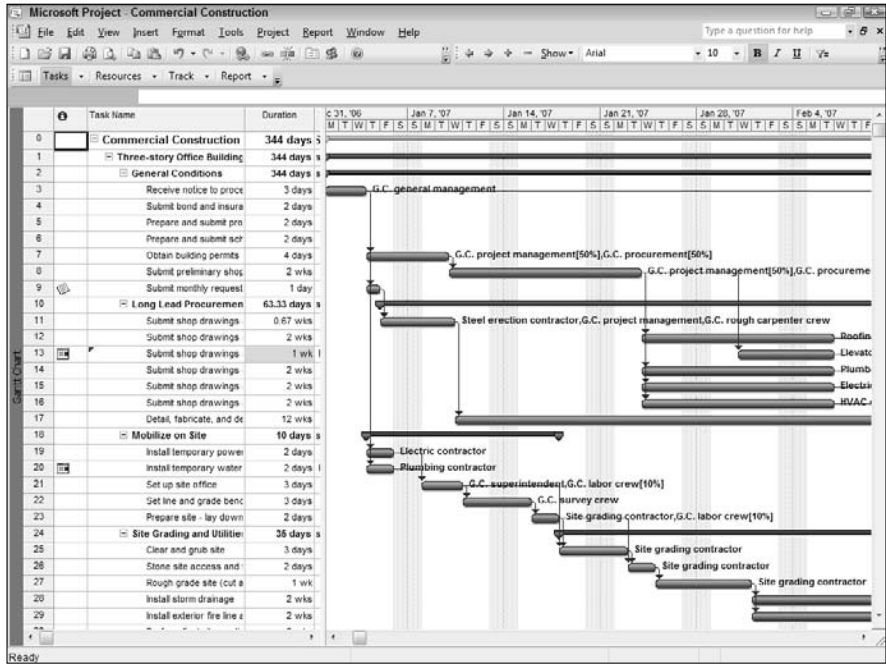 Microsoft Project - Commercial Construction
File Edit View Insert Format Tools Project Report Window Help Type a question for help
Show Arial 10 B I U
Tasks Resources Track Report
Task Name Duration c 31, '06 Jan 7, '07 Jan 14, '07 Jan 21, '07 Jan 28, '07 Feb 4, '07
M T W T F S S M T W T F S S M T W T F S S M T W T F S S M T W T F S S M T W T F
0 Commercial Construction 344 days
1 Three-story Office Building 344 days
2 General Conditions 344 days
3 Receive notice to proce 3 days G.C. general management
4 Submit bond and insura 2 days
5 Prepare and submit pro 2 days
6 Prepare and submit sch 2 days
7 Obtain building permits 4 days G.C. project management[50%],G.C. procurement[50%]
8 Submit preliminary shop 2 wks G.C. project management[50%],G.C. procureme
9 Submit monthly request 1 day
10 Long Lead Procuremen 63.33 days
11 Submit shop drawings 0.67 wks Steel erection contractor,G.C. project management,G.C. rough carpenter crew
12 Submit shop drawings 2 wks Roofin
13 Submit shop drawings 1 wk Elevato
14 Submit shop drawings 2 wks Plumb
15 Submit shop drawings 2 wks Electri
16 Submit shop drawings 2 wks HVAC
17 Detail, fabricate, and de 12 wks
18 Mobilize on Site 10 days
19 Install temporary power 2 days Electric contractor
20 Install temporary water 2 days Plumbing contractor
21 Set up site office 3 days G.C. superintendent,G.C. labor crew[10%]
22 Set line and grade benc 3 days G.C. survey crew
23 Prepare site - lay down 2 days Site grading contractor,G.C. labor crew[10%]
24 Site Grading and Utilities 35 days
25 Clear and grub site 3 days Site grading contractor
26 Stone site access and 2 days Site grading contractor
27 Rough grade site (cut a 1 wk Site grading contractor
28 Install storm drainage 2 wks
29 Install exterior fire line a 2 wks
Gantt Chart
Ready